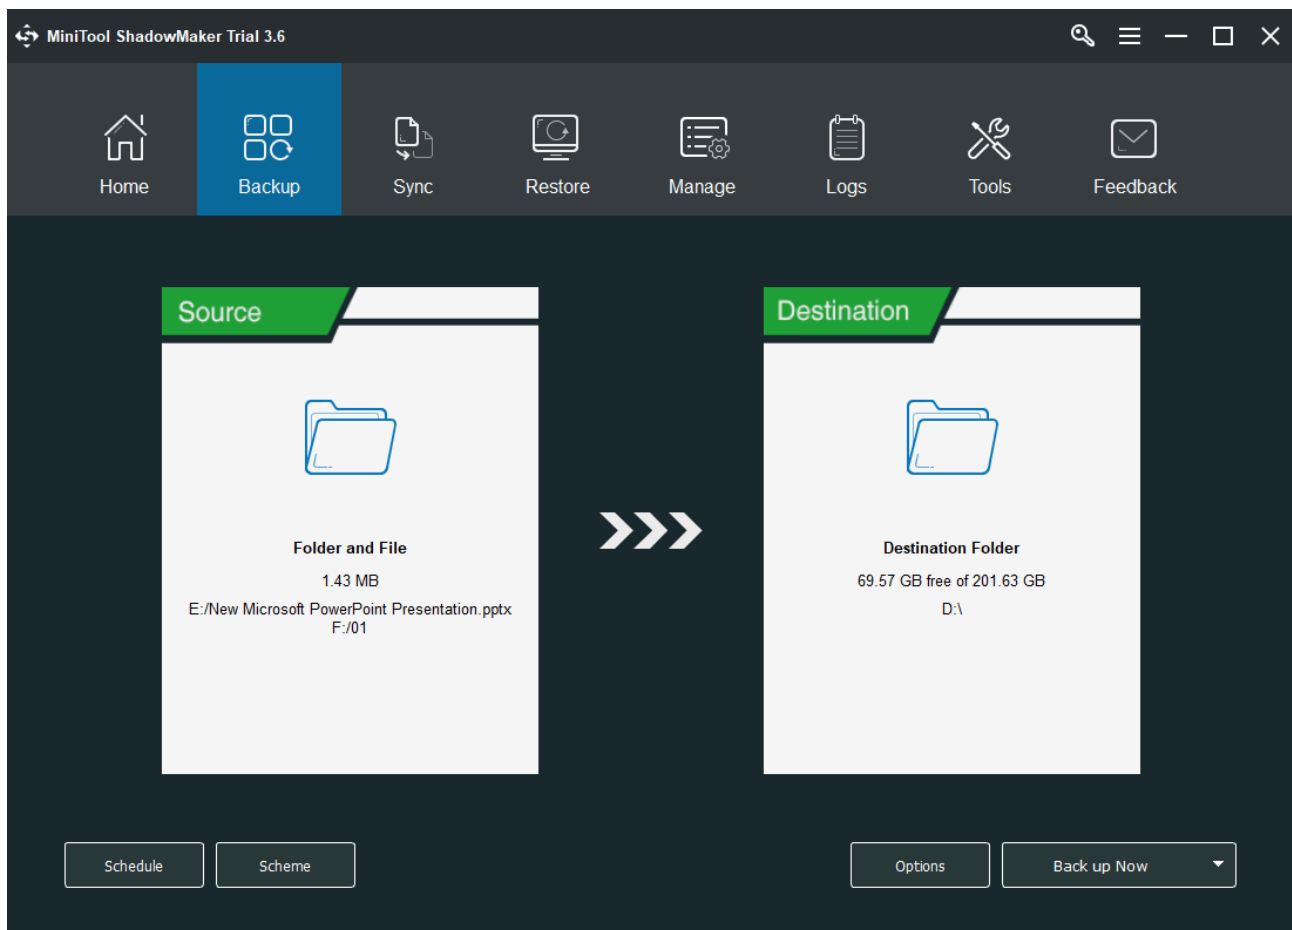 MiniTool ShadowMaker Trial 3.6
Home
Backup
Sync
Restore
Manage
Logs
Tools
Feedback
Source
Folder and File
1.43 MB
E:/New Microsoft PowerPoint Presentation.pptx
F:/01
Destination
Destination Folder
69.57 GB free of 201.63 GB
D:\
Schedule
Scheme
Options
Back up Now